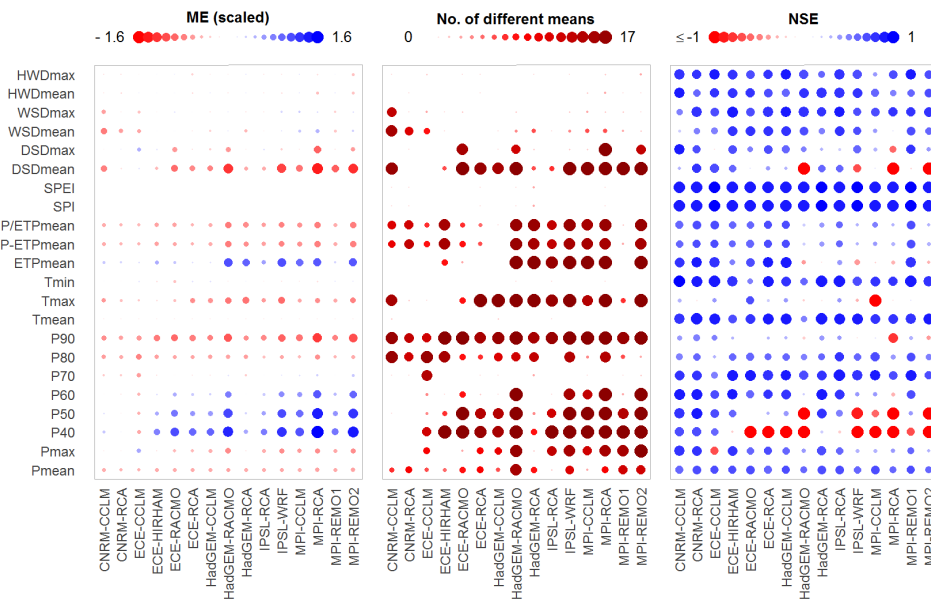 ME (scaled) No. of different means NSE
- 1.6 1.6 0 17 ≤ -1 1
HWDmax
HWDmean
WSDmax
WSDmean
DSDmax
DSDmean
SPEI
SPI
P/ETPmean
P-ETPmean
ETPmean
Tmin
Tmax
Tmean
P90
P80
P70
P60
P50
P40
Pmax
Pmean
CNRM-CCLM
CNRM-RCA
ECE-CCLM
ECE-HIRHAM
ECE-RACMO
ECE-RCA
HadGEM-CCLM
HadGEM-RACMO
HadGEM-RCA
IPSL-RCA
IPSL-WRF
MPI-CCLM
MPI-RCA
MPI-REMO1
MPI-REMO2
CNRM-CCLM
CNRM-RCA
ECE-CCLM
ECE-HIRHAM
ECE-RACMO
ECE-RCA
HadGEM-CCLM
HadGEM-RACMO
HadGEM-RCA
IPSL-RCA
IPSL-WRF
MPI-CCLM
MPI-RCA
MPI-REMO1
MPI-REMO2
CNRM-CCLM
CNRM-RCA
ECE-CCLM
ECE-HIRHAM
ECE-RACMO
ECE-RCA
HadGEM-CCLM
HadGEM-RACMO
HadGEM-RCA
IPSL-RCA
IPSL-WRF
MPI-CCLM
MPI-RCA
MPI-REMO1
MPI-REMO2